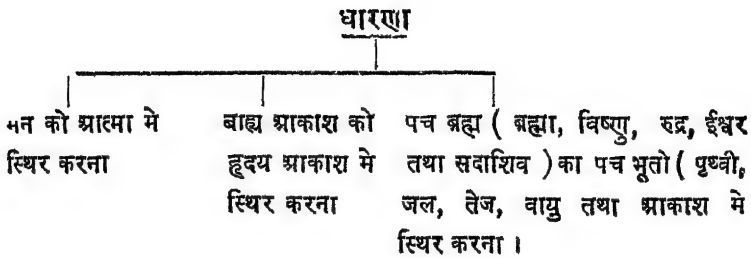 धारणा
मन को आत्मा मे
स्थिर करना
बाह्य आकाश को
हृदय आकाश मे
स्थिर करना
पच ब्रह्म ( ब्रह्मा, विष्णु, रुद्र, ईश्वर
तथा सदाशिव ) का पच भूतो ( पृथ्वी,
जल, तेज, वायु तथा आकाश मे
स्थिर करना ।